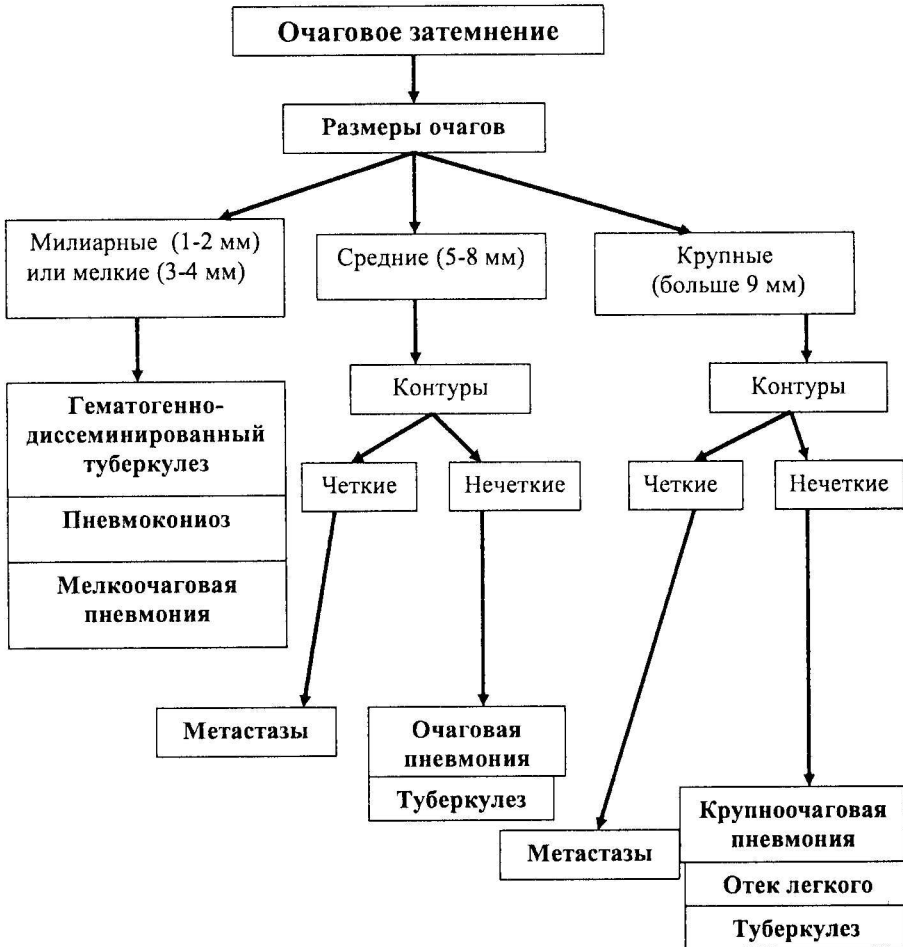 Очаговое затемнение
Размеры очагов
Милиарные (1-2 мм)
или мелкие (3-4 мм)
Средние (5-8 мм)
Крупные
(больше 9 мм)
Гематогенно-
диссеминированный
туберкулез
Пневмокониоз
Мелкоочаговая
пневмония
Контуры
Четкие
Нечеткие
Метастазы
Очаговая
пневмония
Туберкулез
Контуры
Четкие
Нечеткие
Метастазы
Крупноочаговая
пневмония
Отек легкого
Туберкулез